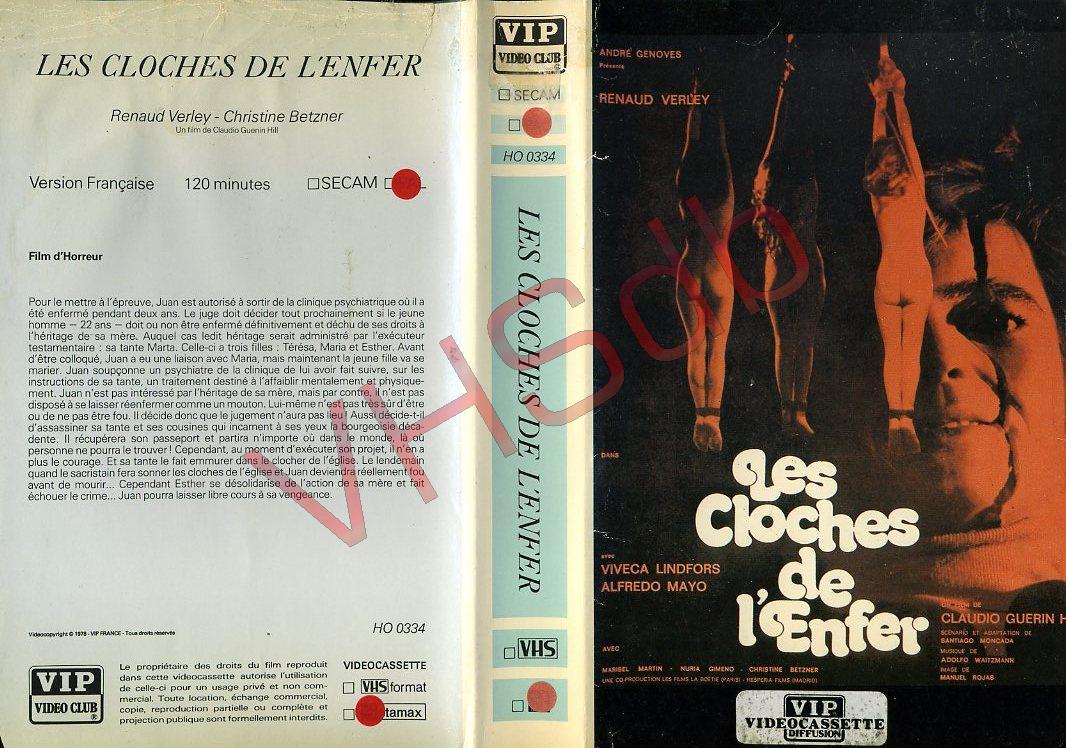 LES CLOCHES DE L'ENFER
Renaud Verley - Christine Betzner
Un film de Claudio Guenin Hill
Version Française 120 minutes □SECAM
Film d'Horreur
Pour le mettre à l'épreuve, Juan est autorisé à sortir de la clinique psychiatrique où il a
été enfermé pendant deux ans. Le juge doit décider tout prochainement si le jeune
homme — 22 ans — doit ou non être enfermé définitivement et déchu de ses droits à
l'héritage de sa mère. Auquel cas ledit héritage serait administré par l'exécuteur
testamentaire : sa tante Marta. Celle-ci a trois filles : Térésa, Maria et Esther. Avant
d'être colloqué, Juan a eu une liaison avec Maria, mais maintenant la jeune fille va se
marier. Juan soupçonne un psychiatre de la clinique de lui avoir fait suivre, sur les
instructions de sa tante, un traitement destiné à l'affaiblir mentalement et physique-
ment. Juan n'est pas intéressé par l'héritage de sa mère, mais par contre, il n'est pas
disposé à se laisser réenfermer comme un mouton. Lui-même n'est pas très sûr d'être
ou de ne pas être fou. Il décide donc que le jugement n'aura pas lieu ! Aussi décide-t-il
d'assassiner sa tante et ses cousines qui incarnent à ses yeux la bourgeoisie déca-
dente. Il récupérera son passeport et partira n'importe où dans le monde, là où
personne ne pourra le trouver ! Cependant, au moment d'exécuter son projet, il n'en a
plus le courage. Et sa tante le fait emmurer dans le clocher de l'église. Le lendemain
quand le sacristain fera sonner les cloches de l'église et Juan deviendra réellement fou
avant de mourir... Cependant Esther se désolidarise de l'action de sa mère et fait
échouer le crime... Juan pourra laisser libre cours à sa vengeance.
Videocopyright © 1978 - VIP FRANCE - Tous droits réservés
HO 0334
VIP
VIDEO CLUB ®
Le propriétaire des droits du film reproduit
dans cette videocassette autorise l'utilisation
de celle-ci pour un usage privé et non com-
mercial. Toute location, échange commercial,
copie, reproduction partielle ou complète et
projection publique sont formellement interdits.
VIDEOCASSETTE
□ VHS format
□ tamax
VIP
VIDEO CLUB ®
□ SECAM
□
HO 0334
LES CLOCHES DE L'ENFER
□ VHS
□
ANDRÉ GENOVES
Présente
RENAUD VERLEY
DANS
Les
Cloches
de
l'Enfer
avec
VIVECA LINDFORS
ALFREDO MAYO
AVEC
MARIBEL MARTIN - NURIA GIMENO - CHRISTINE BETZNER
UNE CO-PRODUCTION LES FILMS LA BOÉTIE (PARIS) - HESPERIA FILMS (MADRID)
UN FILM DE
CLAUDIO GUERIN H
SCÉNARIO ET ADAPTATION DE
SANTIAGO MONCADA
MUSIQUE DE
ADOLFO WAITZMANN
IMAGE DE
MANUEL ROJAS
VIP
VIDEOCASSETTE
DIFFUSION
VHSdb